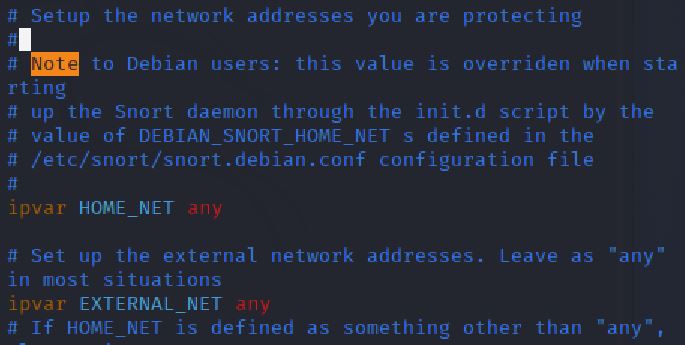 # Setup the network addresses you are protecting
#
# Note to Debian users: this value is overriden when sta
rting
# up the Snort daemon through the init.d script by the
# value of DEBIAN_SNORT_HOME_NET s defined in the
# /etc/snort/snort.debian.conf configuration file
#
ipvar HOME_NET any
# Set up the external network addresses. Leave as "any"
in most situations
ipvar EXTERNAL_NET any
# If HOME_NET is defined as something other than "any",